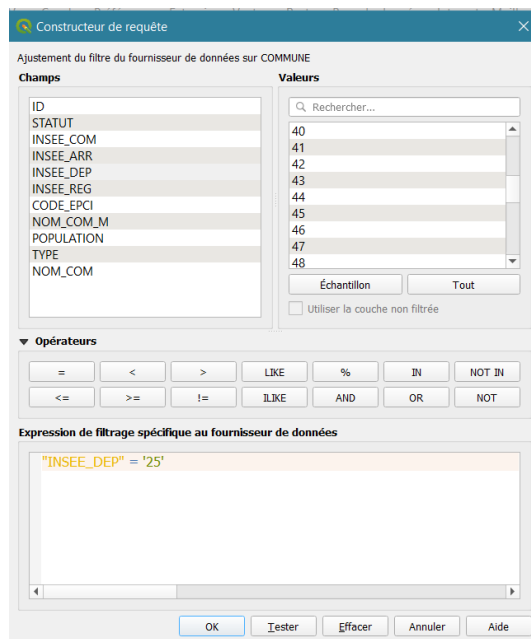 Constructeur de requête
Ajustement du filtre du fournisseur de données sur COMMUNE
Champs
ID
STATUT
INSEE_COM
INSEE_ARR
INSEE_DEP
INSEE_REG
CODE_EPCI
NOM_COM_M
POPULATION
TYPE
NOM_COM
Valeurs
Rechercher...
40
41
42
43
44
45
46
47
48
Échantillon Tout
Utiliser la couche non filtrée
Opérateurs
= < > LIKE % IN NOT IN
<= >= != ILIKE AND OR NOT
Expression de filtrage spécifique au fournisseur de données
"INSEE_DEP" = '25'
OK Tester Effacer Annuler Aide